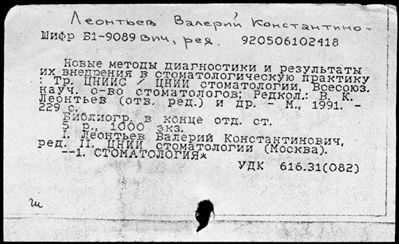 Леонтьев Валерий Константино-
Шифр Б1-9089 вич, ред. 920506102418
Новые методы диагностики и результаты
их внедрения в стоматологическую практику
: Тр. ЦНИИС / ЦНИИ стоматологии, Всесоюз.
науч. о-во стоматологов; Редкол.: В. К.
Леонтьев (отв. ред.) и др. - М., 1991. -
229 с.
Библиогр. в конце отд. ст.
5 р., 1000 экз.
I. Леонтьев Валерий Константинович,
ред. II. ЦНИИ стоматологии (Москва).
--1. СТОМАТОЛОГИЯ*
УДК 616.31(082)